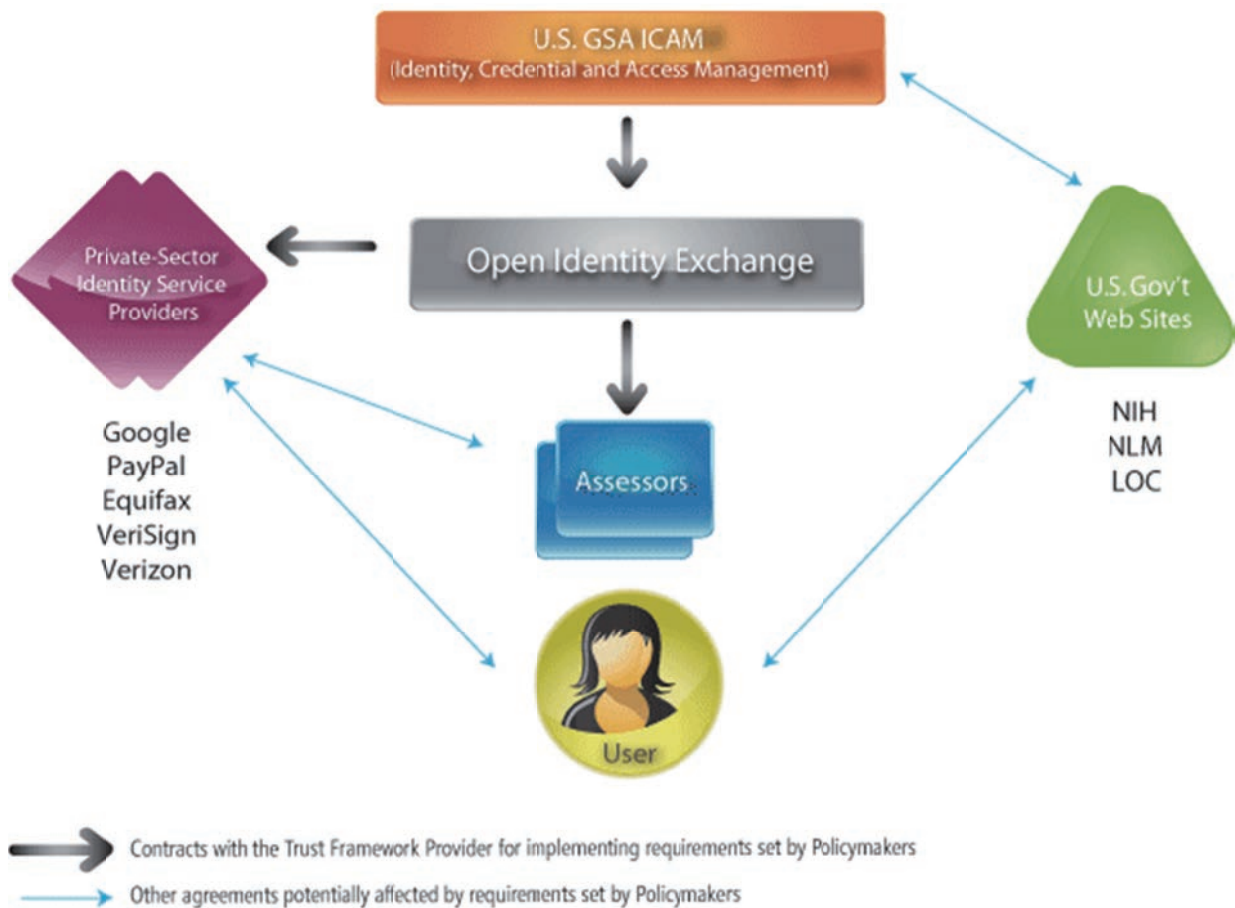 U.S. GSA ICAM
(Identity, Credential and Access Management)
Private-Sector
Identity Service
Providers
Open Identity Exchange
U.S. Gov't
Web Sites
Google
PayPal
Equifax
VeriSign
Verizon
Assessors
NIH
NLM
LOC
User
Contracts with the Trust Framework Provider for implementing requirements set by Policymakers
Other agreements potentially affected by requirements set by Policymakers